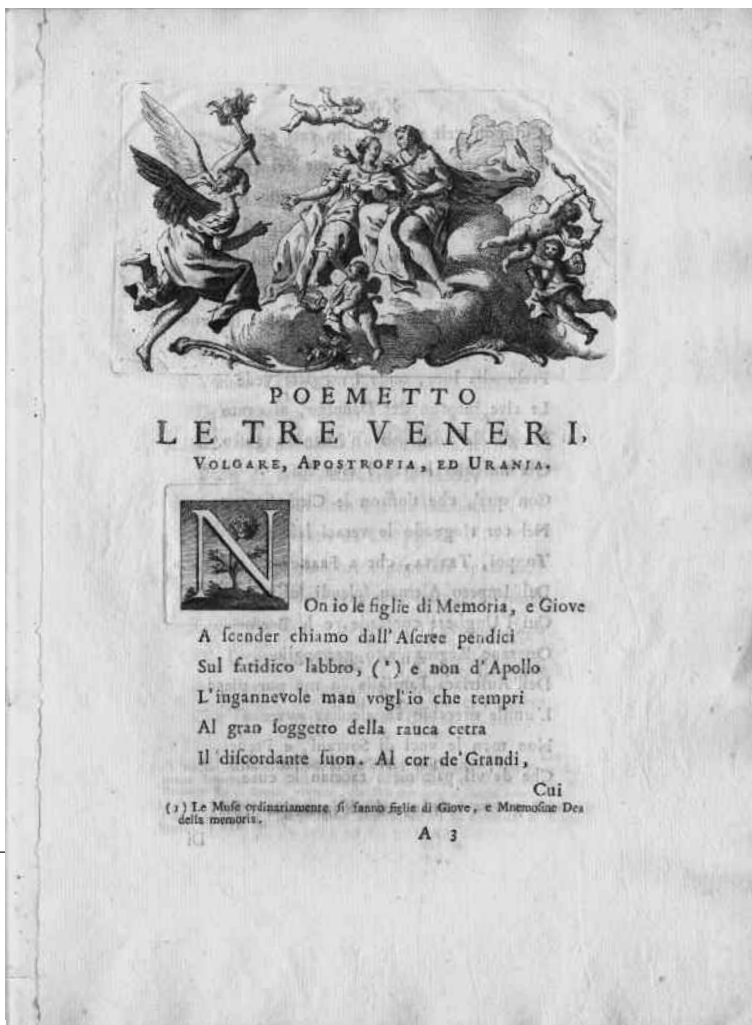 POEMETTO
LE TRE VENERI,
VOLGARE, APOSTROFIA, ED URANIA.
NOn io le figlie di Memoria, e Giove
A ſcender chiamo dall'Aſcree pendici
Sul fatidico labbro, (¹) e non d'Apollo
L'ingannevole man vogl'io che tempri
Al gran ſoggetto della rauca cetra
Il diſcordante ſuon. Al cor de'Grandi,
Cui
(1) Le Muſe ordinariamente ſi fanno figlie di Giove, e Mnemoſine Dea
della memoria.
A 3